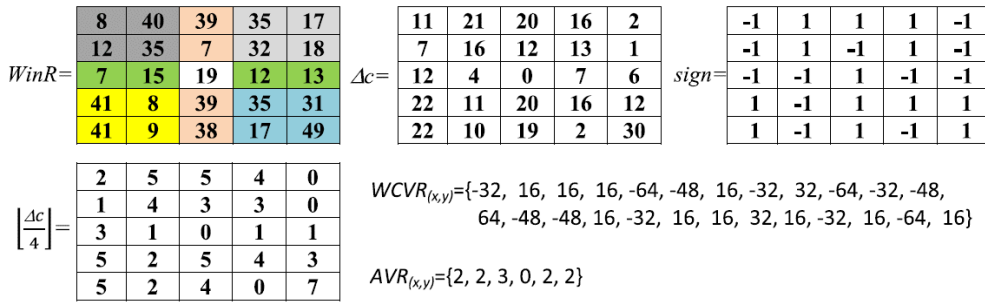 8 40 39 35 17
12 35 7 32 18
WinR= 7 15 19 12 13
41 8 39 35 31
41 9 38 17 49
11 21 20 16 2
7 16 12 13 1
Δc= 12 4 0 7 6
22 11 20 16 12
22 10 19 2 30
-1 1 1 1 -1
-1 1 -1 1 -1
sign= -1 -1 1 -1 -1
1 -1 1 1 1
1 -1 1 -1 1
2 5 5 4 0
1 4 3 3 0
⌊Δc/4⌋= 3 1 0 1 1
5 2 5 4 3
5 2 4 0 7
WCVR(x,y)={-32, 16, 16, 16, -64, -48, 16, -32, 32, -64, -32, -48,
64, -48, -48, 16, -32, 16, 16, 32, 16, -32, 16, -64, 16}
AVR(x,y)={2, 2, 3, 0, 2, 2}